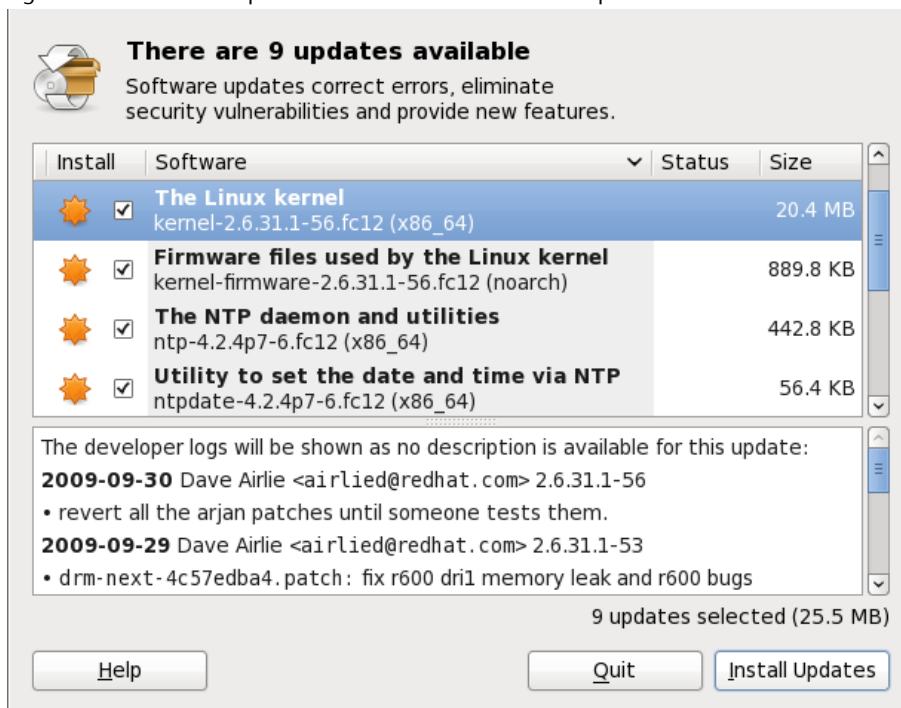 There are 9 updates available
Software updates correct errors, eliminate
security vulnerabilities and provide new features.
Install Software Status Size
The Linux kernel
kernel-2.6.31.1-56.fc12 (x86_64)
20.4 MB
Firmware files used by the Linux kernel
kernel-firmware-2.6.31.1-56.fc12 (noarch)
889.8 KB
The NTP daemon and utilities
ntp-4.2.4p7-6.fc12 (x86_64)
442.8 KB
Utility to set the date and time via NTP
ntpdate-4.2.4p7-6.fc12 (x86_64)
56.4 KB
The developer logs will be shown as no description is available for this update:
2009-09-30 Dave Airlie <airlied@redhat.com> 2.6.31.1-56
• revert all the arjan patches until someone tests them.
2009-09-29 Dave Airlie <airlied@redhat.com> 2.6.31.1-53
• drm-next-4c57edba4.patch: fix r600 dri1 memory leak and r600 bugs
9 updates selected (25.5 MB)
Help Quit Install Updates